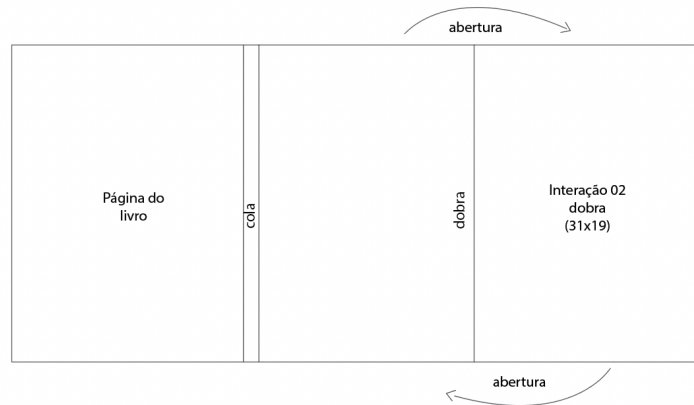 abertura
Página do
livro
cola
dobra
Interação 02
dobra
(31x19)
abertura